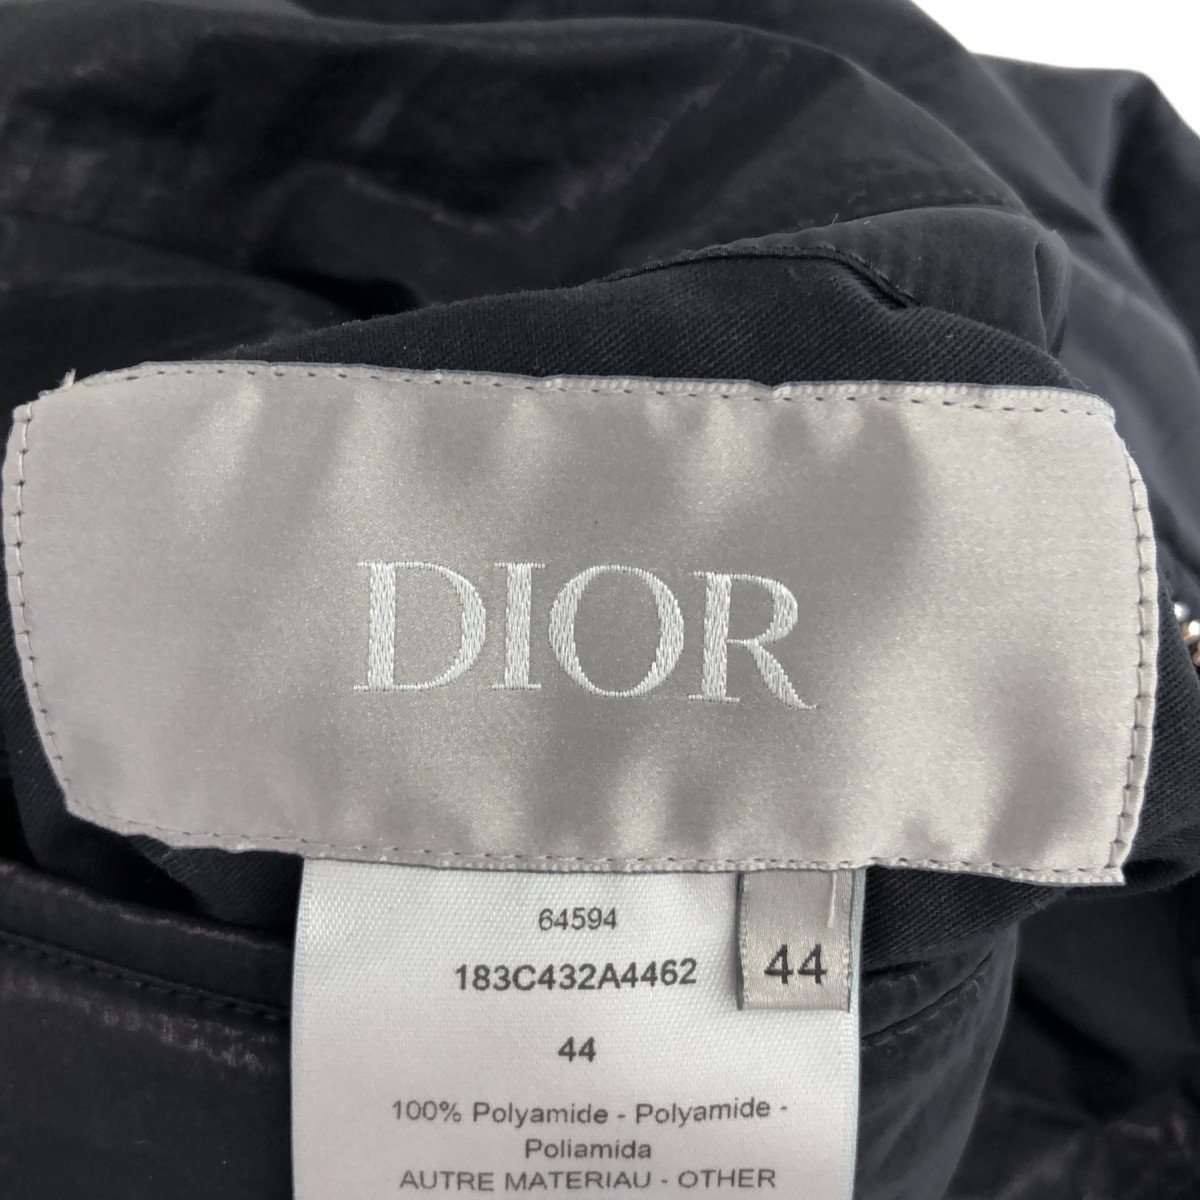 DIOR
64594
183C432A4462
44
44
100% Polyamide - Polyamide -
Poliamida
AUTRE MATERIAU - OTHER